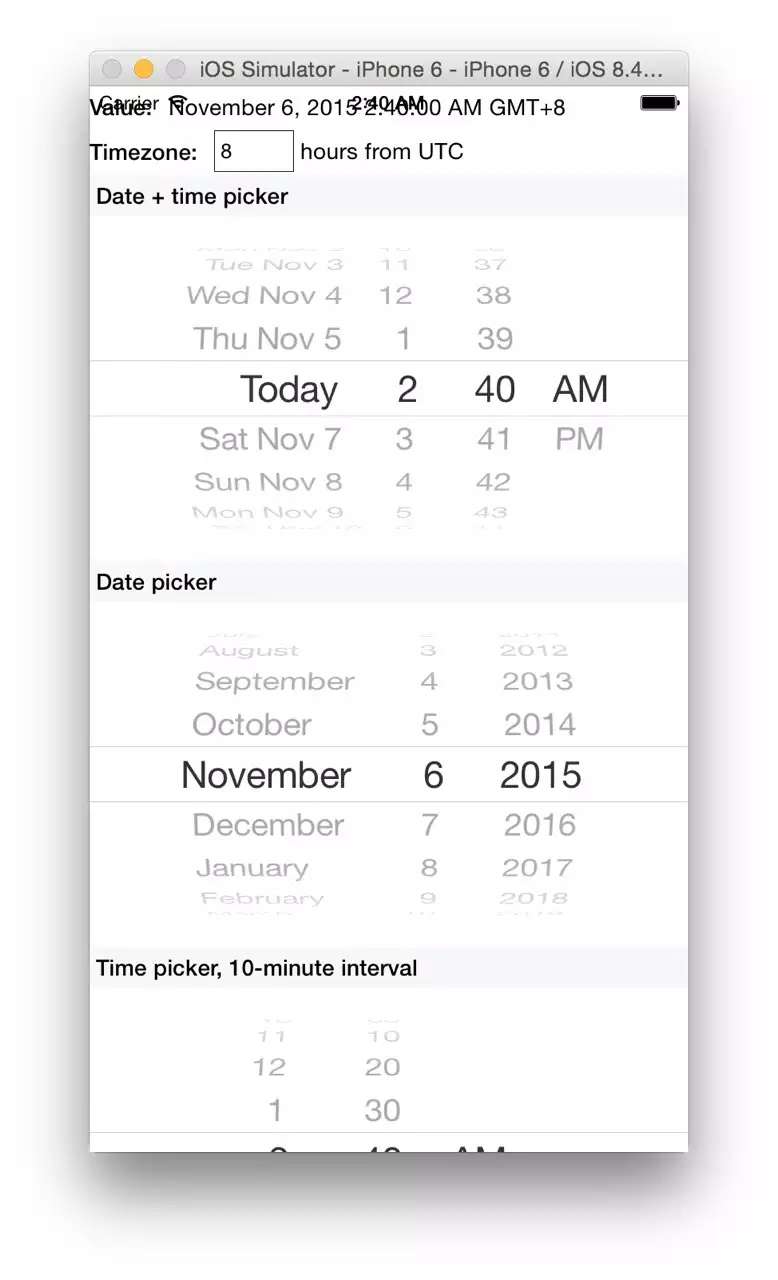 iOS Simulator - iPhone 6 - iPhone 6 / iOS 8.4...
Carrier 2:40 AM
Value: November 6, 2015 2:40:00 AM GMT+8
Timezone: 8 hours from UTC
Date + time picker
Tue Nov 3 11 37
Wed Nov 4 12 38
Thu Nov 5 1 39
Today 2 40 AM
Sat Nov 7 3 41 PM
Sun Nov 8 4 42
Mon Nov 9 5 43
Date picker
August 3 2012
September 4 2013
October 5 2014
November 6 2015
December 7 2016
January 8 2017
February 9 2018
Time picker, 10-minute interval
11 10
12 20
1 30
AM